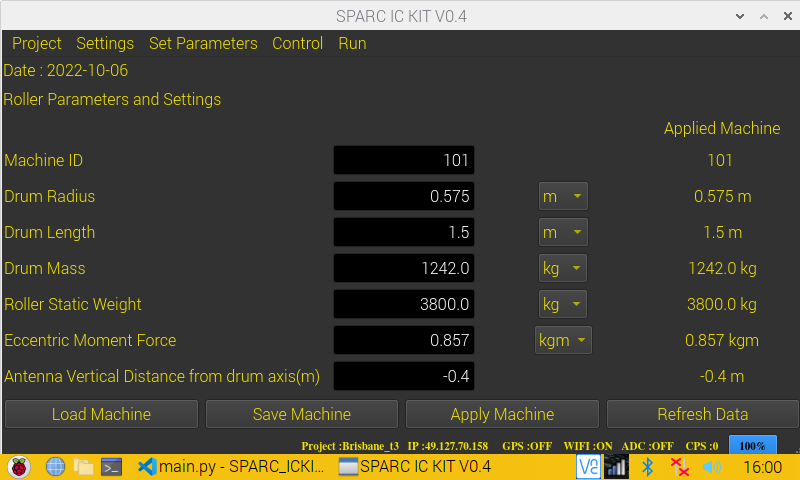 SPARC IC KIT V0.4
Project Settings Set Parameters Control Run
Date : 2022-10-06
Roller Parameters and Settings
Applied Machine
Machine ID 101 101
Drum Radius 0.575 m 0.575 m
Drum Length 1.5 m 1.5 m
Drum Mass 1242.0 kg 1242.0 kg
Roller Static Weight 3800.0 kg 3800.0 kg
Eccentric Moment Force 0.857 kgm 0.857 kgm
Antenna Vertical Distance from drum axis(m) -0.4 -0.4 m
Load Machine Save Machine Apply Machine Refresh Data
Project :Brisbane_t3 IP :49.127.70.158 GPS :OFF WIFI :ON ADC :OFF CPS :0 100%
main.py - SPARC_ICKI... SPARC IC KIT V0.4 16:00